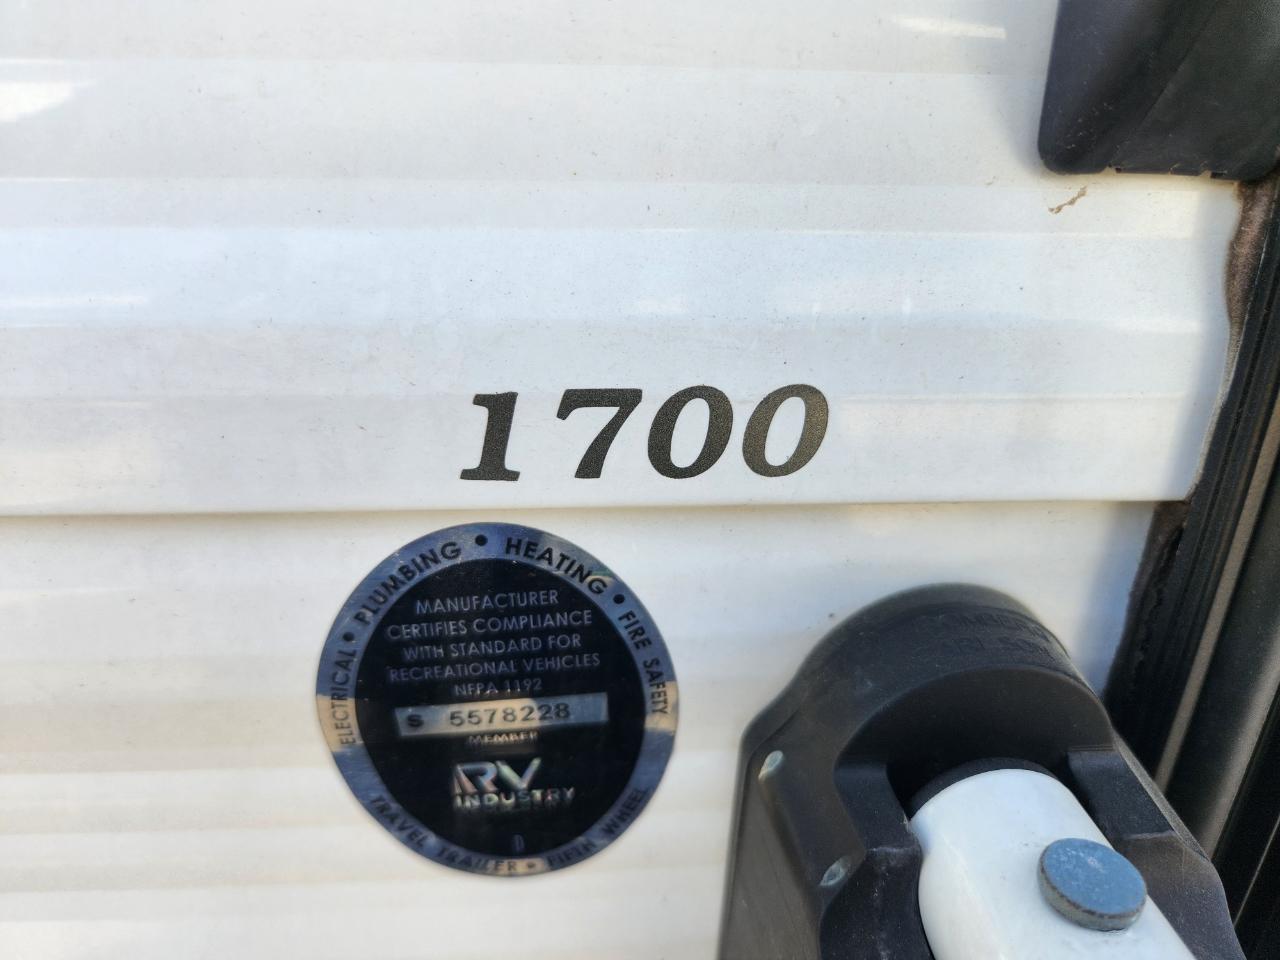 1700
ELECTRICAL • PLUMBING • HEATING • FIRE SAFETY
MANUFACTURER
CERTIFIES COMPLIANCE
WITH STANDARD FOR
RECREATIONAL VEHICLES
NFPA 1192
S 5578228
MEMBER
RV
INDUSTRY
TRAVEL TRAILER • FIFTH WHEEL